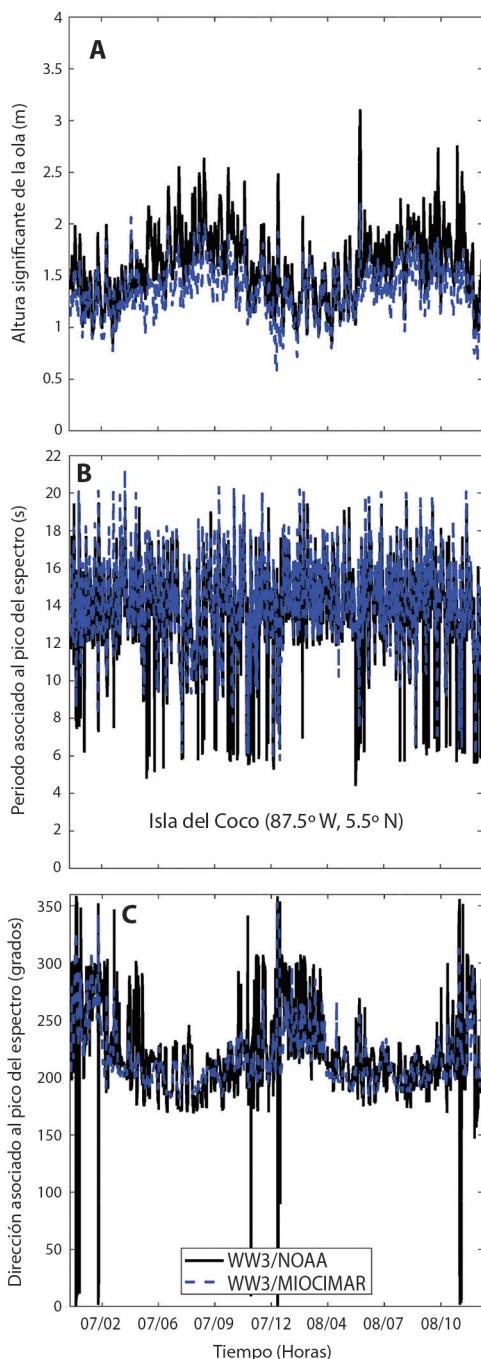 A
Altura significante de la ola (m)
4
3.5
3
2.5
2
1.5
1
0.5
0
B
Periodo asociado al pico del espectro (s)
22
20
18
16
14
12
10
8
6
4
2
0
Isla del Coco (87.5º W, 5.5º N)
C
Dirección asociado al pico del espectro (grados)
350
300
250
200
150
100
50
0
WW3/NOAA
WW3/MIOCIMAR
07/02 07/06 07/09 07/12 08/04 08/07 08/10
Tiempo (Horas)